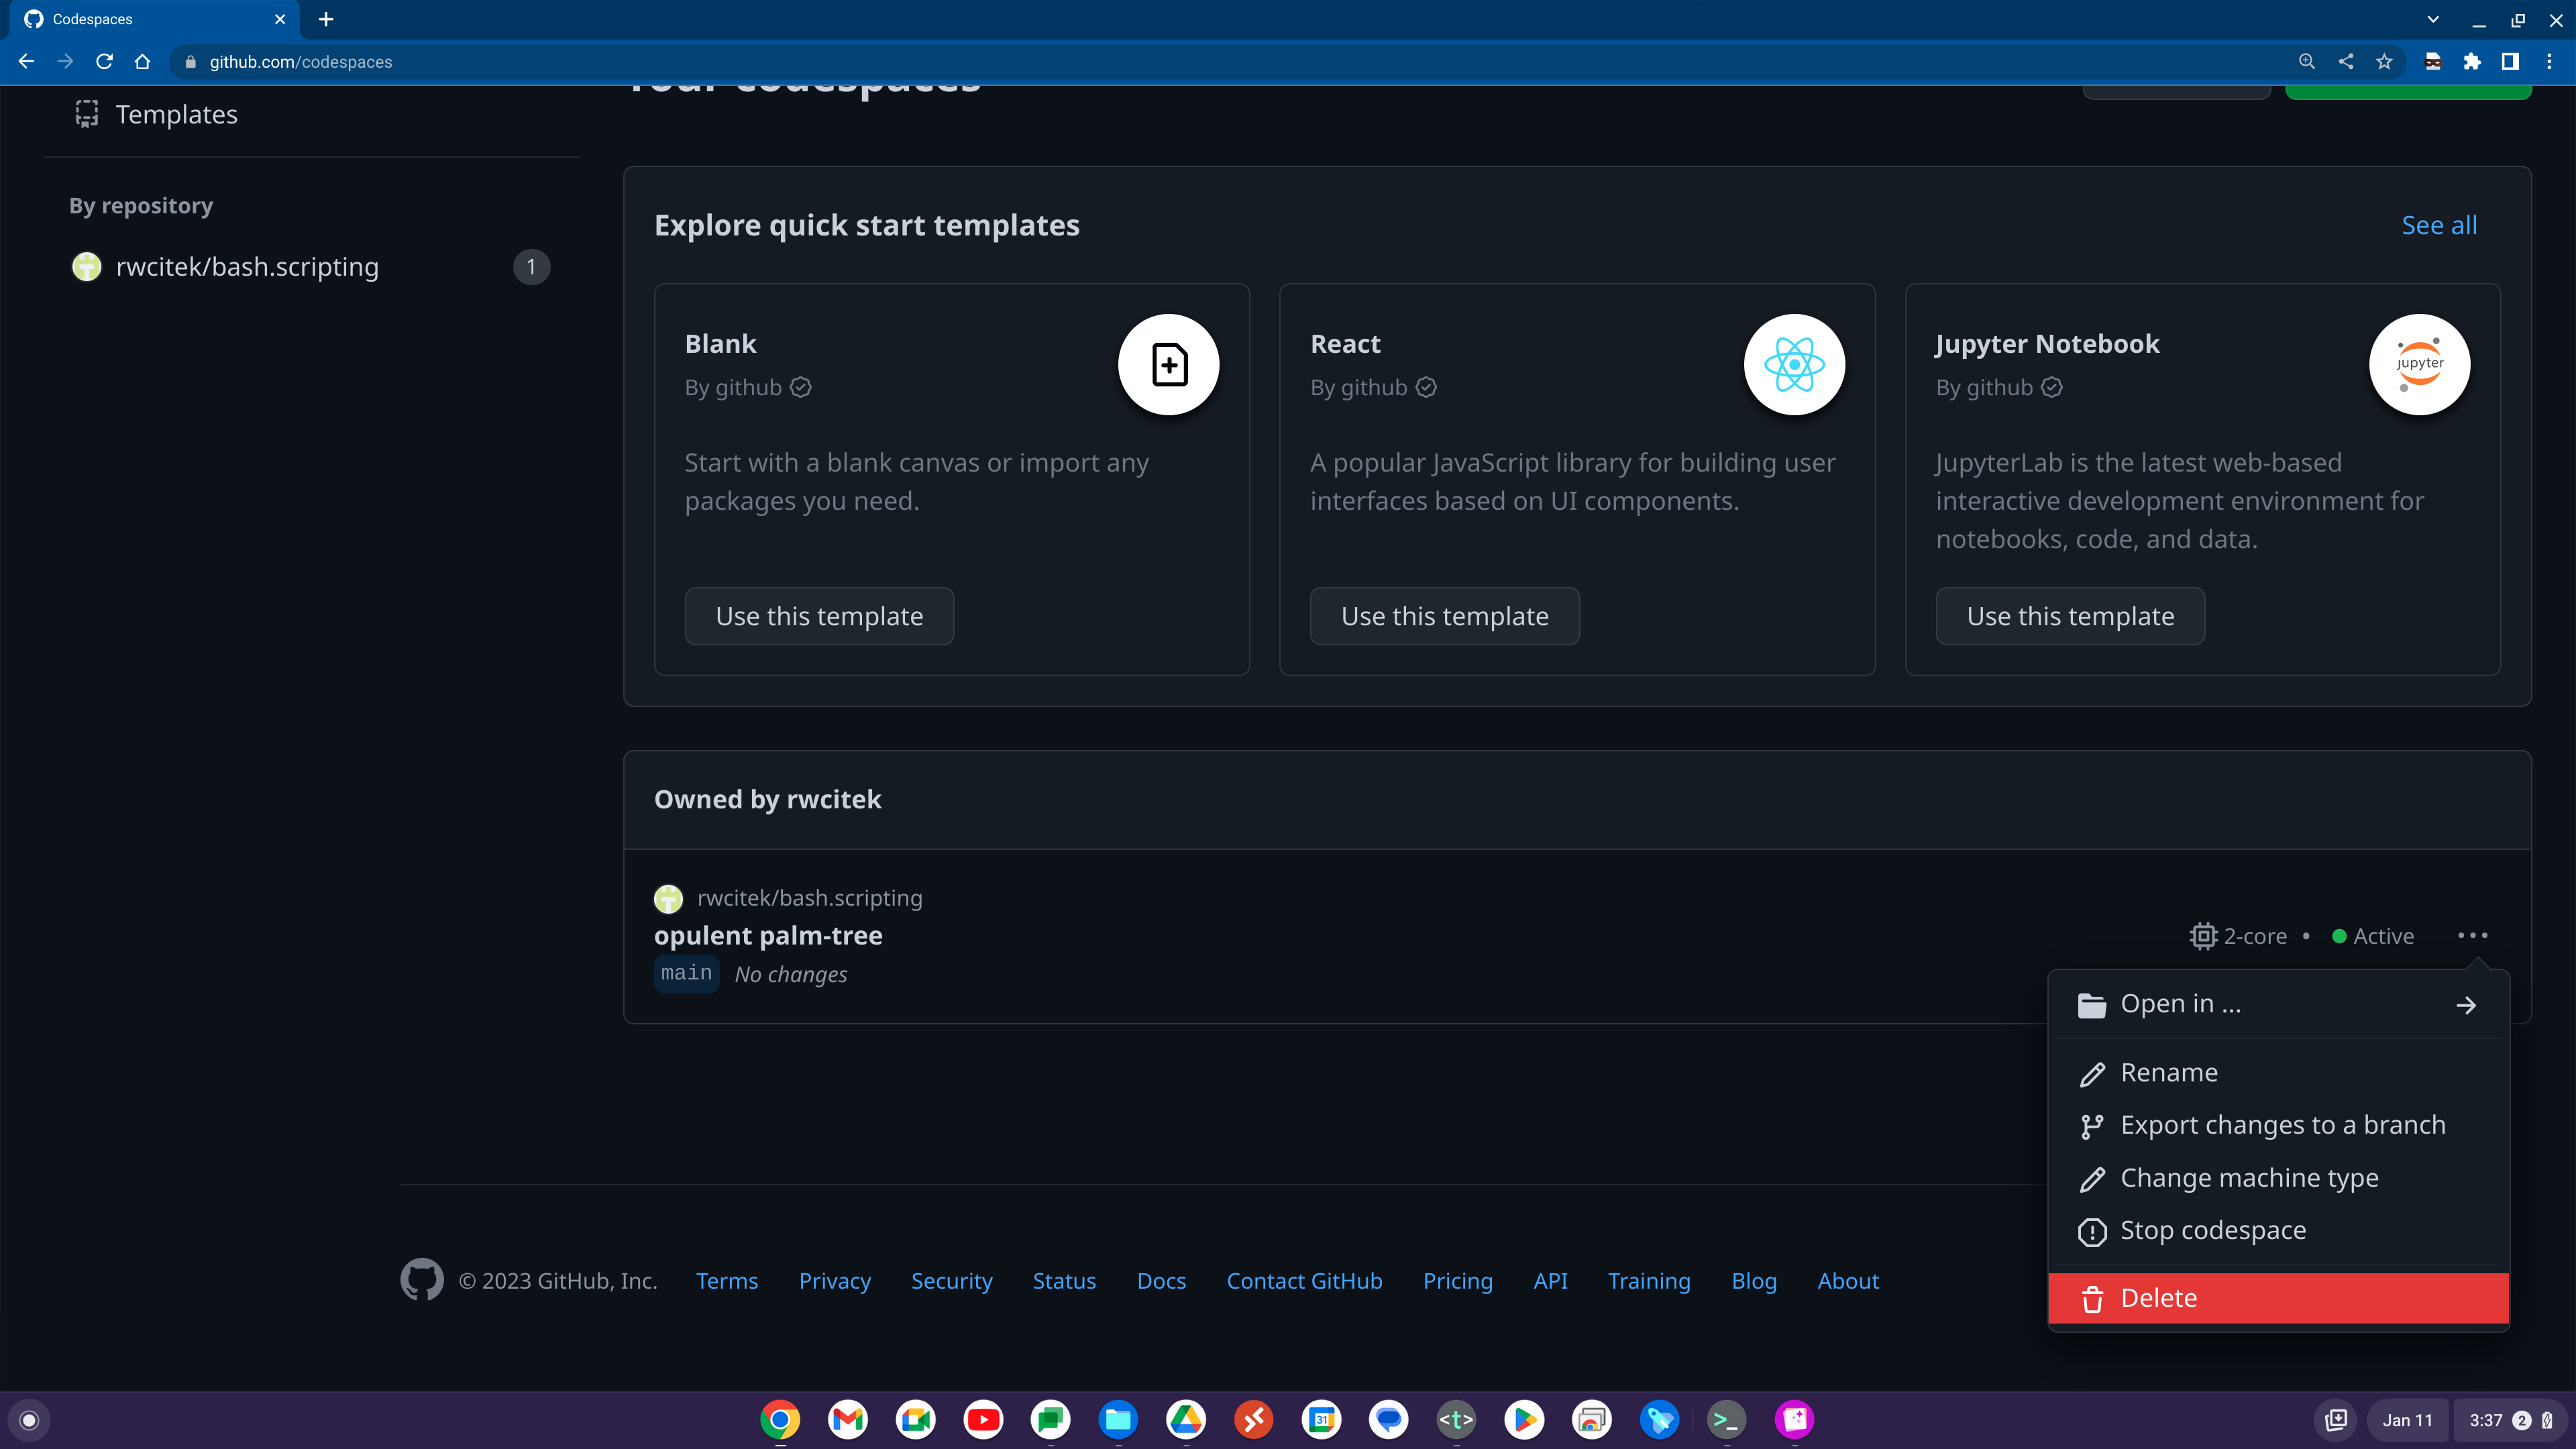 Codespaces
github.com/codespaces
Your codespaces
Templates
By repository
rwcitek/bash.scripting 1
Explore quick start templates
See all
Blank
By github
Start with a blank canvas or import any
packages you need.
Use this template
React
By github
A popular JavaScript library for building user
interfaces based on UI components.
Use this template
Jupyter Notebook
By github
jupyter
JupyterLab is the latest web-based
interactive development environment for
notebooks, code, and data.
Use this template
Owned by rwcitek
rwcitek/bash.scripting
opulent palm-tree
main No changes
2-core • Active
Open in ...
Rename
Export changes to a branch
Change machine type
Stop codespace
Delete
© 2023 GitHub, Inc. Terms Privacy Security Status Docs Contact GitHub Pricing API Training Blog About
31
<t>
>_
Jan 11
3:37 2